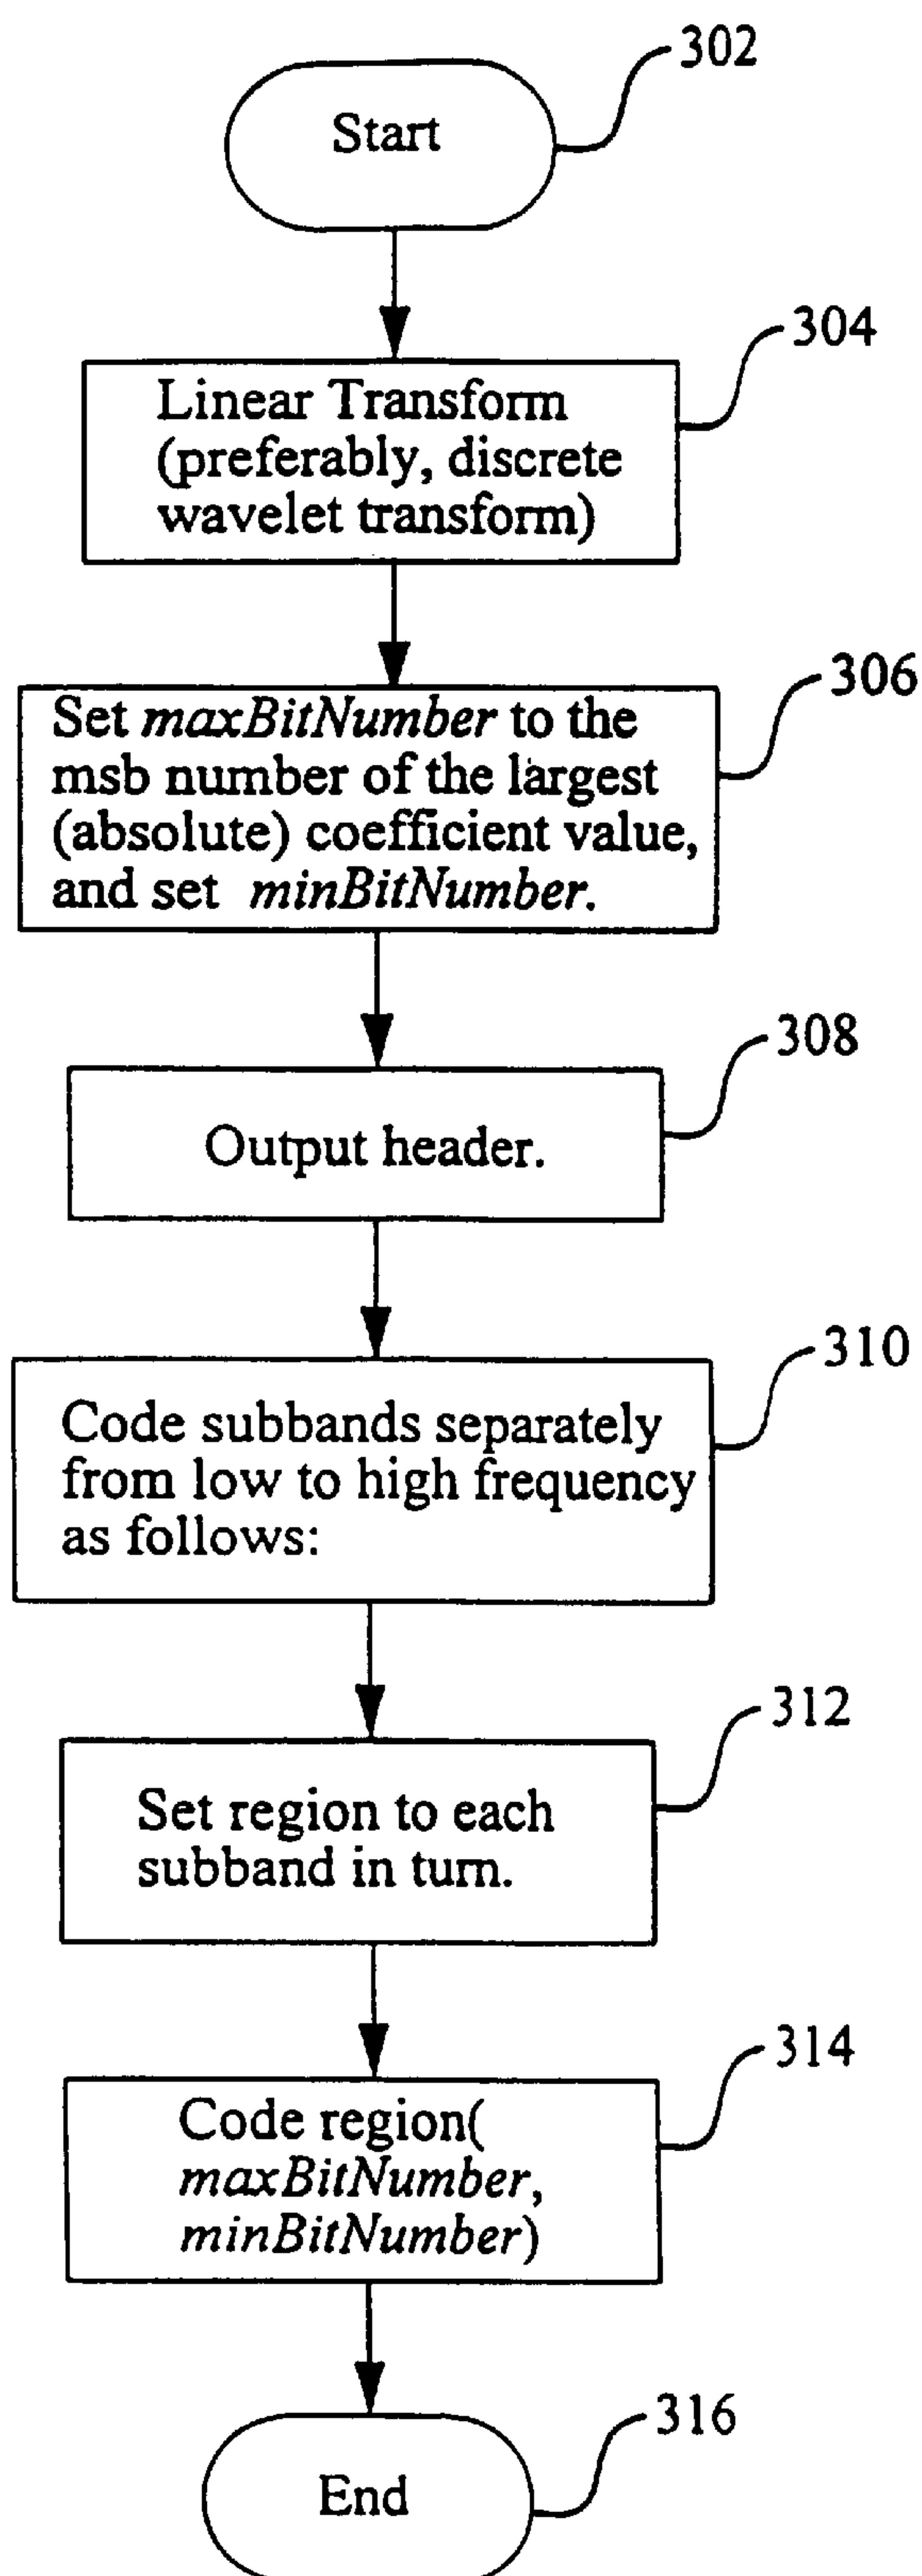 302
Start
304
Linear Transform
(preferably, discrete
wavelet transform)
306
Set maxBitNumber to the
msb number of the largest
(absolute) coefficient value,
and set minBitNumber.
308
Output header.
310
Code subbands separately
from low to high frequency
as follows:
312
Set region to each
subband in turn.
314
Code region(
maxBitNumber,
minBitNumber)
316
End